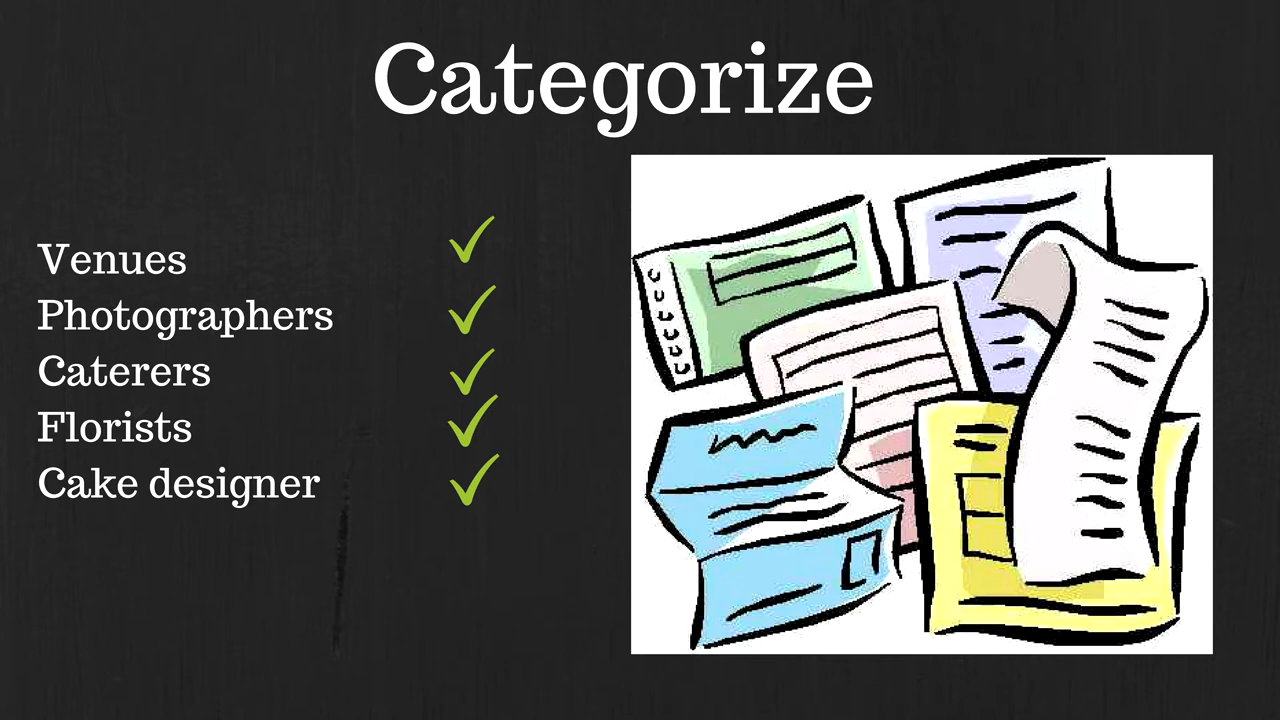 Categorize
Venues
Photographers
Caterers
Florists
Cake designer